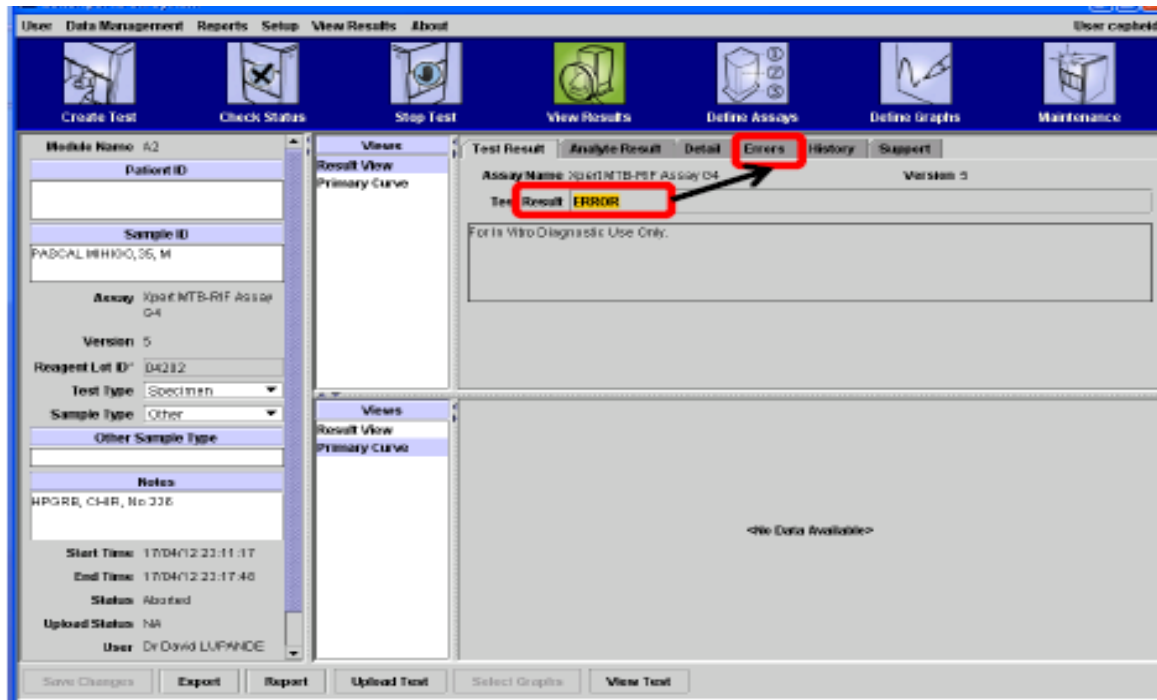 User Data Management Reports Setup View Results About
User cepheid
Create Test
Check Status
Stop Test
View Results
Define Assays
Define Graphs
Maintenance
Module Name A2
Patient ID
Sample ID
PASCAL MIHIGO, 35, M
Assay Xpert MTB-RIF Assay
G4
Version 5
Reagent Lot ID* 04202
Test Type Specimen
Sample Type Other
Other Sample Type
Notes
HPGRB, CHIR, No 226
Start Time 17/04/12 23:11:17
End Time 17/04/12 23:17:48
Status Aborted
Upload Status NA
User Dr David LUPANDE
Views
Result View
Primary Curve
Test Result Analyte Result Detail Errors History Support
Assay Name Xpert MTB-RIF Assay G4 Version 5
Test Result ERROR
For In Vitro Diagnostic Use Only.
Views
Result View
Primary Curve
<No Data Available>
Save Changes Export Report Upload Test Select Graphs View Test